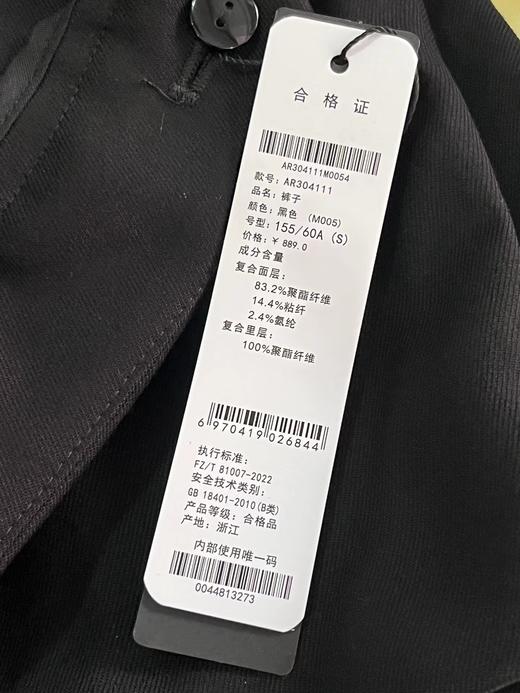 合格证
AR304111M0054
款号: AR304111
品名: 裤子
颜色: 黑色 (M005)
号型: 155/60A (S)
价格: ¥ 889.0
成分含量
复合面层:
83.2%聚酯纤维
14.4%粘纤
2.4%氨纶
复合里层:
100%聚酯纤维
6 970419 026844
执行标准:
FZ/T 81007-2022
安全技术类别:
GB 18401-2010(B类)
产品等级: 合格品
产地: 浙江
内部使用唯一码
0044813273